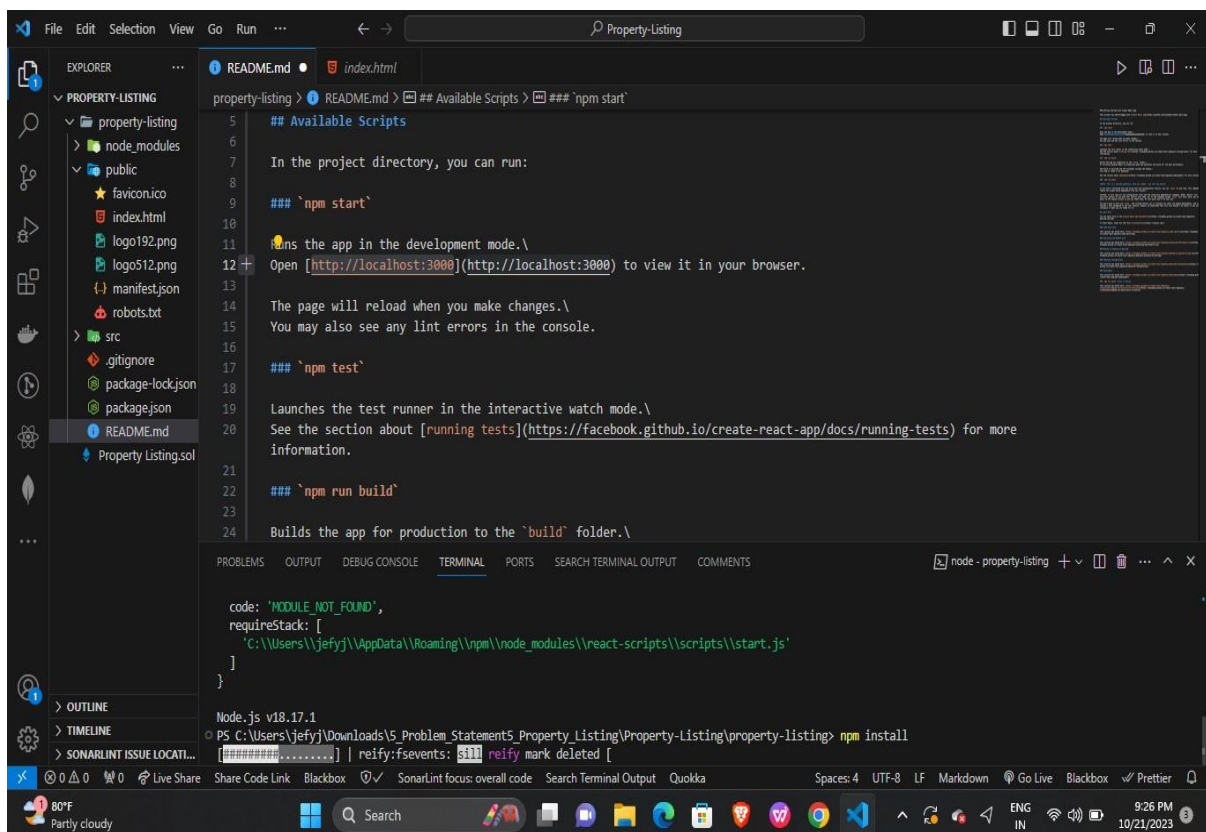 File Edit Selection View Go Run ··· Property-Listing
EXPLORER ···
PROPERTY-LISTING
property-listing
node_modules
public
favicon.ico
index.html
logo192.png
logo512.png
manifest.json
robots.txt
src
.gitignore
package-lock.json
package.json
README.md
Property Listing.sol
OUTLINE
TIMELINE
SONARLINT ISSUE LOCATI...
README.md index.html
property-listing > README.md > ## Available Scripts > ### `npm start`
5 ## Available Scripts
6
7 In the project directory, you can run:
8
9 ### `npm start`
10
11 Runs the app in the development mode.\
12 Open [http://localhost:3000](http://localhost:3000) to view it in your browser.
13
14 The page will reload when you make changes.\
15 You may also see any lint errors in the console.
16
17 ### `npm test`
18
19 Launches the test runner in the interactive watch mode.\
20 See the section about [running tests](https://facebook.github.io/create-react-app/docs/running-tests) for more
information.
21
22 ### `npm run build`
23
24 Builds the app for production to the `build` folder.\
PROBLEMS OUTPUT DEBUG CONSOLE TERMINAL PORTS SEARCH TERMINAL OUTPUT COMMENTS node - property-listing
code: 'MODULE_NOT_FOUND',
requireStack: [
'C:\\Users\\jefyj\\AppData\\Roaming\\npm\\node_modules\\react-scripts\\scripts\\start.js'
]
}
Node.js v18.17.1
PS C:\Users\jefyj\Downloads\5_Problem_Statement5_Property_Listing\Property-Listing\property-listing> npm install
[#########.........] | reify:fsevents: sill reify mark deleted [
0 0 0 Live Share Share Code Link Blackbox SonarLint focus: overall code Search Terminal Output Quokka Spaces: 4 UTF-8 LF Markdown Go Live Blackbox Prettier
80°F
Partly cloudy
Search
ENG
IN
9:26 PM
10/21/2023
3